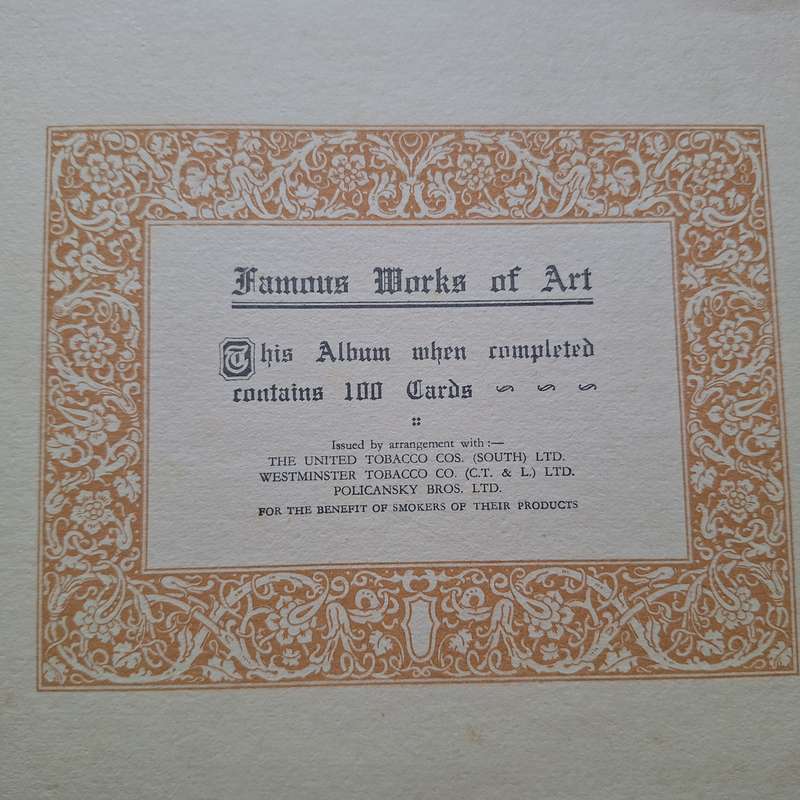 Famous Works of Art
This Album when completed
contains 100 Cards
Issued by arrangement with :—
THE UNITED TOBACCO COS. (SOUTH) LTD.
WESTMINSTER TOBACCO CO. (C.T. & L.) LTD.
POLICANSKY BROS. LTD.
FOR THE BENEFIT OF SMOKERS OF THEIR PRODUCTS